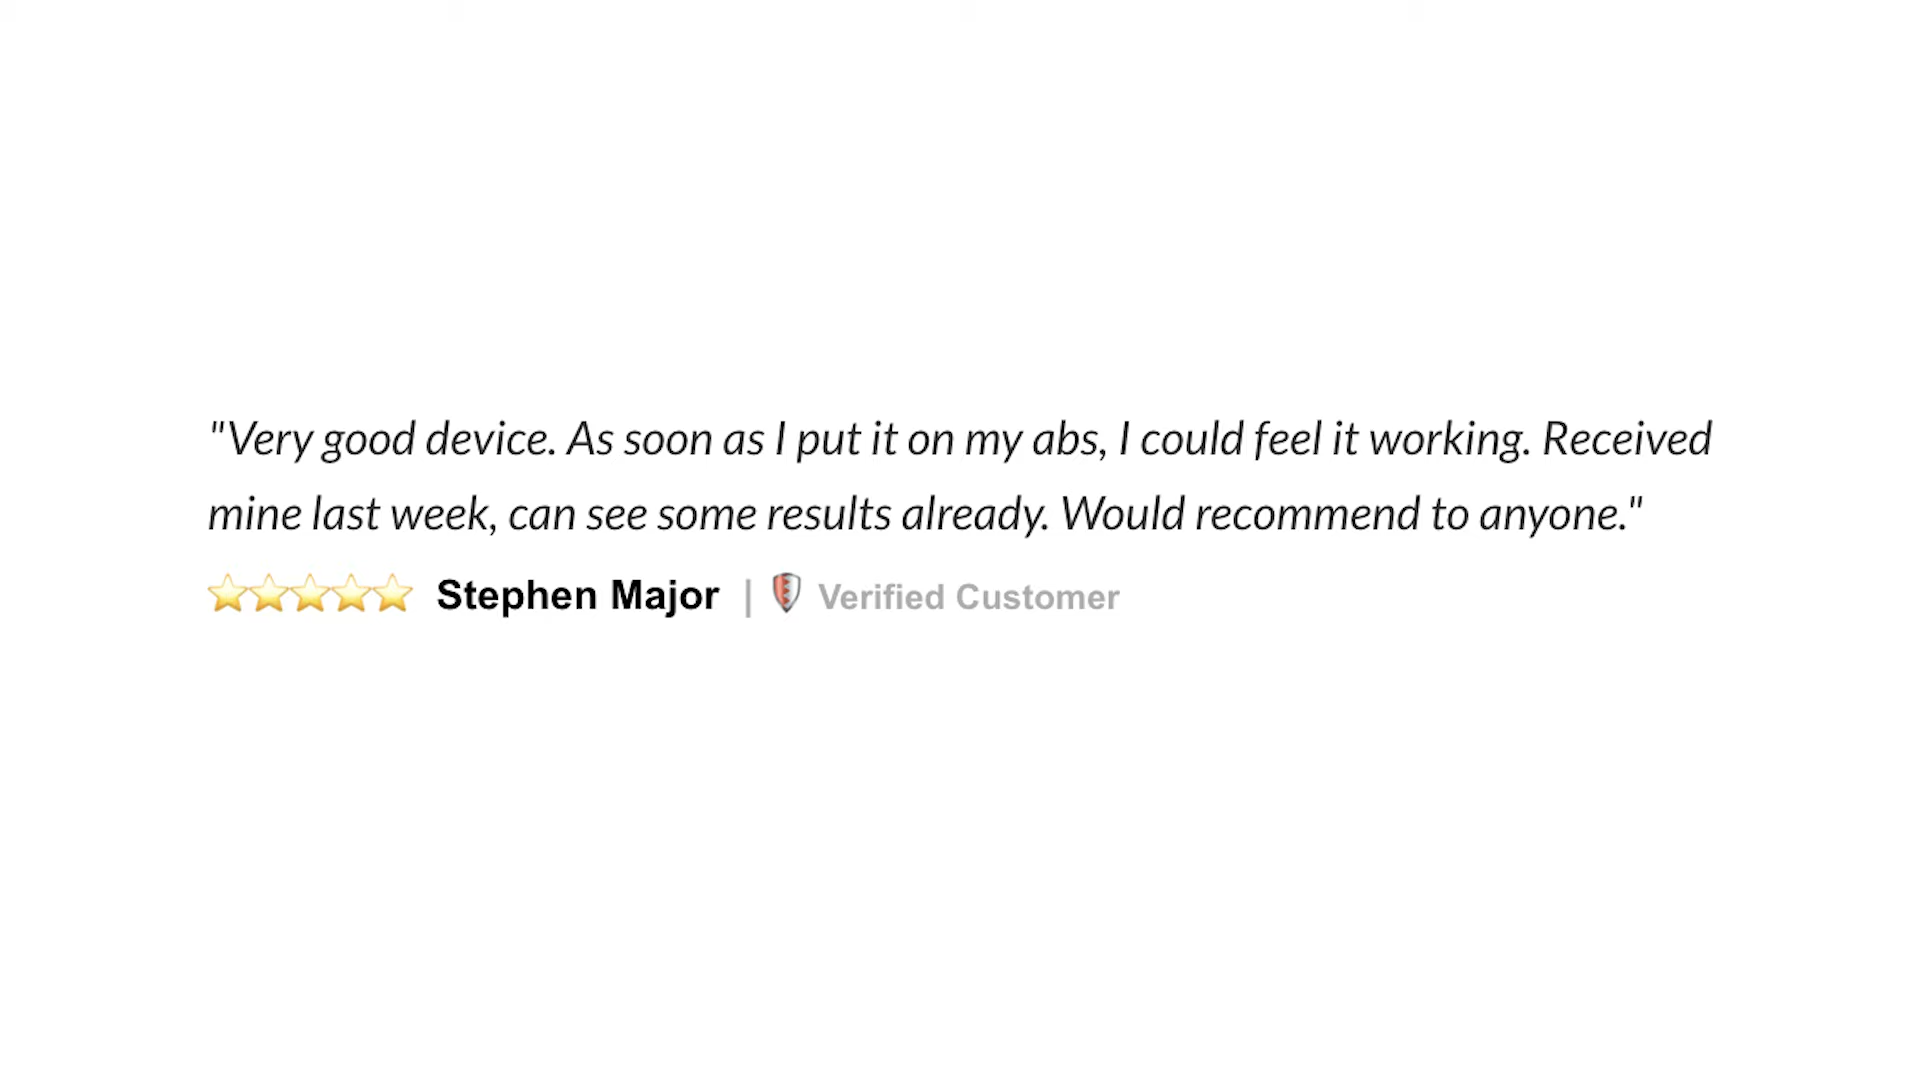 "Very good device. As soon as I put it on my abs, I could feel it working. Received
mine last week, can see some results already. Would recommend to anyone."
Stephen Major | Verified Customer